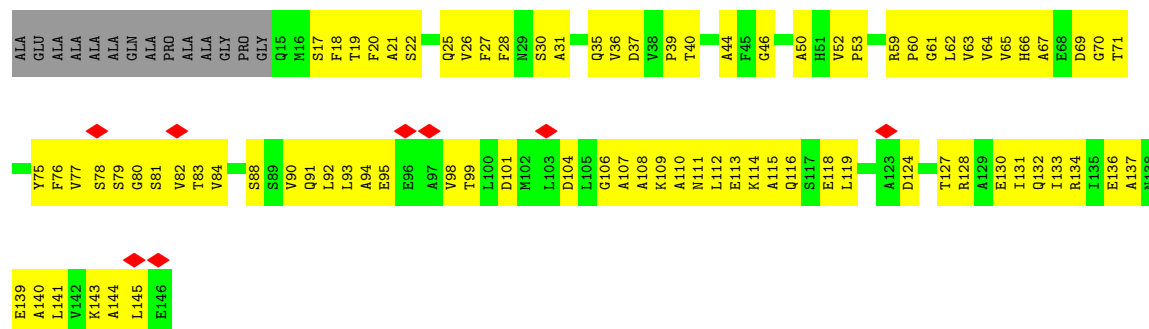 ALA GLU ALA ALA ALA ALA GLN ALA PRO ALA ALA GLY PRO GLY Q15 M16 S17 F18 T19 F20 A21 S22 Q25 V26 F27 F28 N29 S30 A31 Q35 V36 D37 V38 P39 T40 A44 F45 G46 A50 H51 V52 P53 R59 P60 G61 L62 V63 V64 V65 H66 A67 E68 D69 G70 T71
Y75 F76 V77 S78 S79 G80 S81 V82 T83 V84 S88 S89 V90 Q91 L92 L93 A94 E95 E96 A97 V98 T99 L100 D101 M102 L103 D104 L105 G106 A107 A108 K109 A110 N111 L112 E113 K114 A115 Q116 S117 E118 L119 A123 D124 T127 R128 A129 E130 I131 Q132 I133 R134 I135 E136 A137 N138
E139 A140 L141 V142 K143 A144 L145 E146